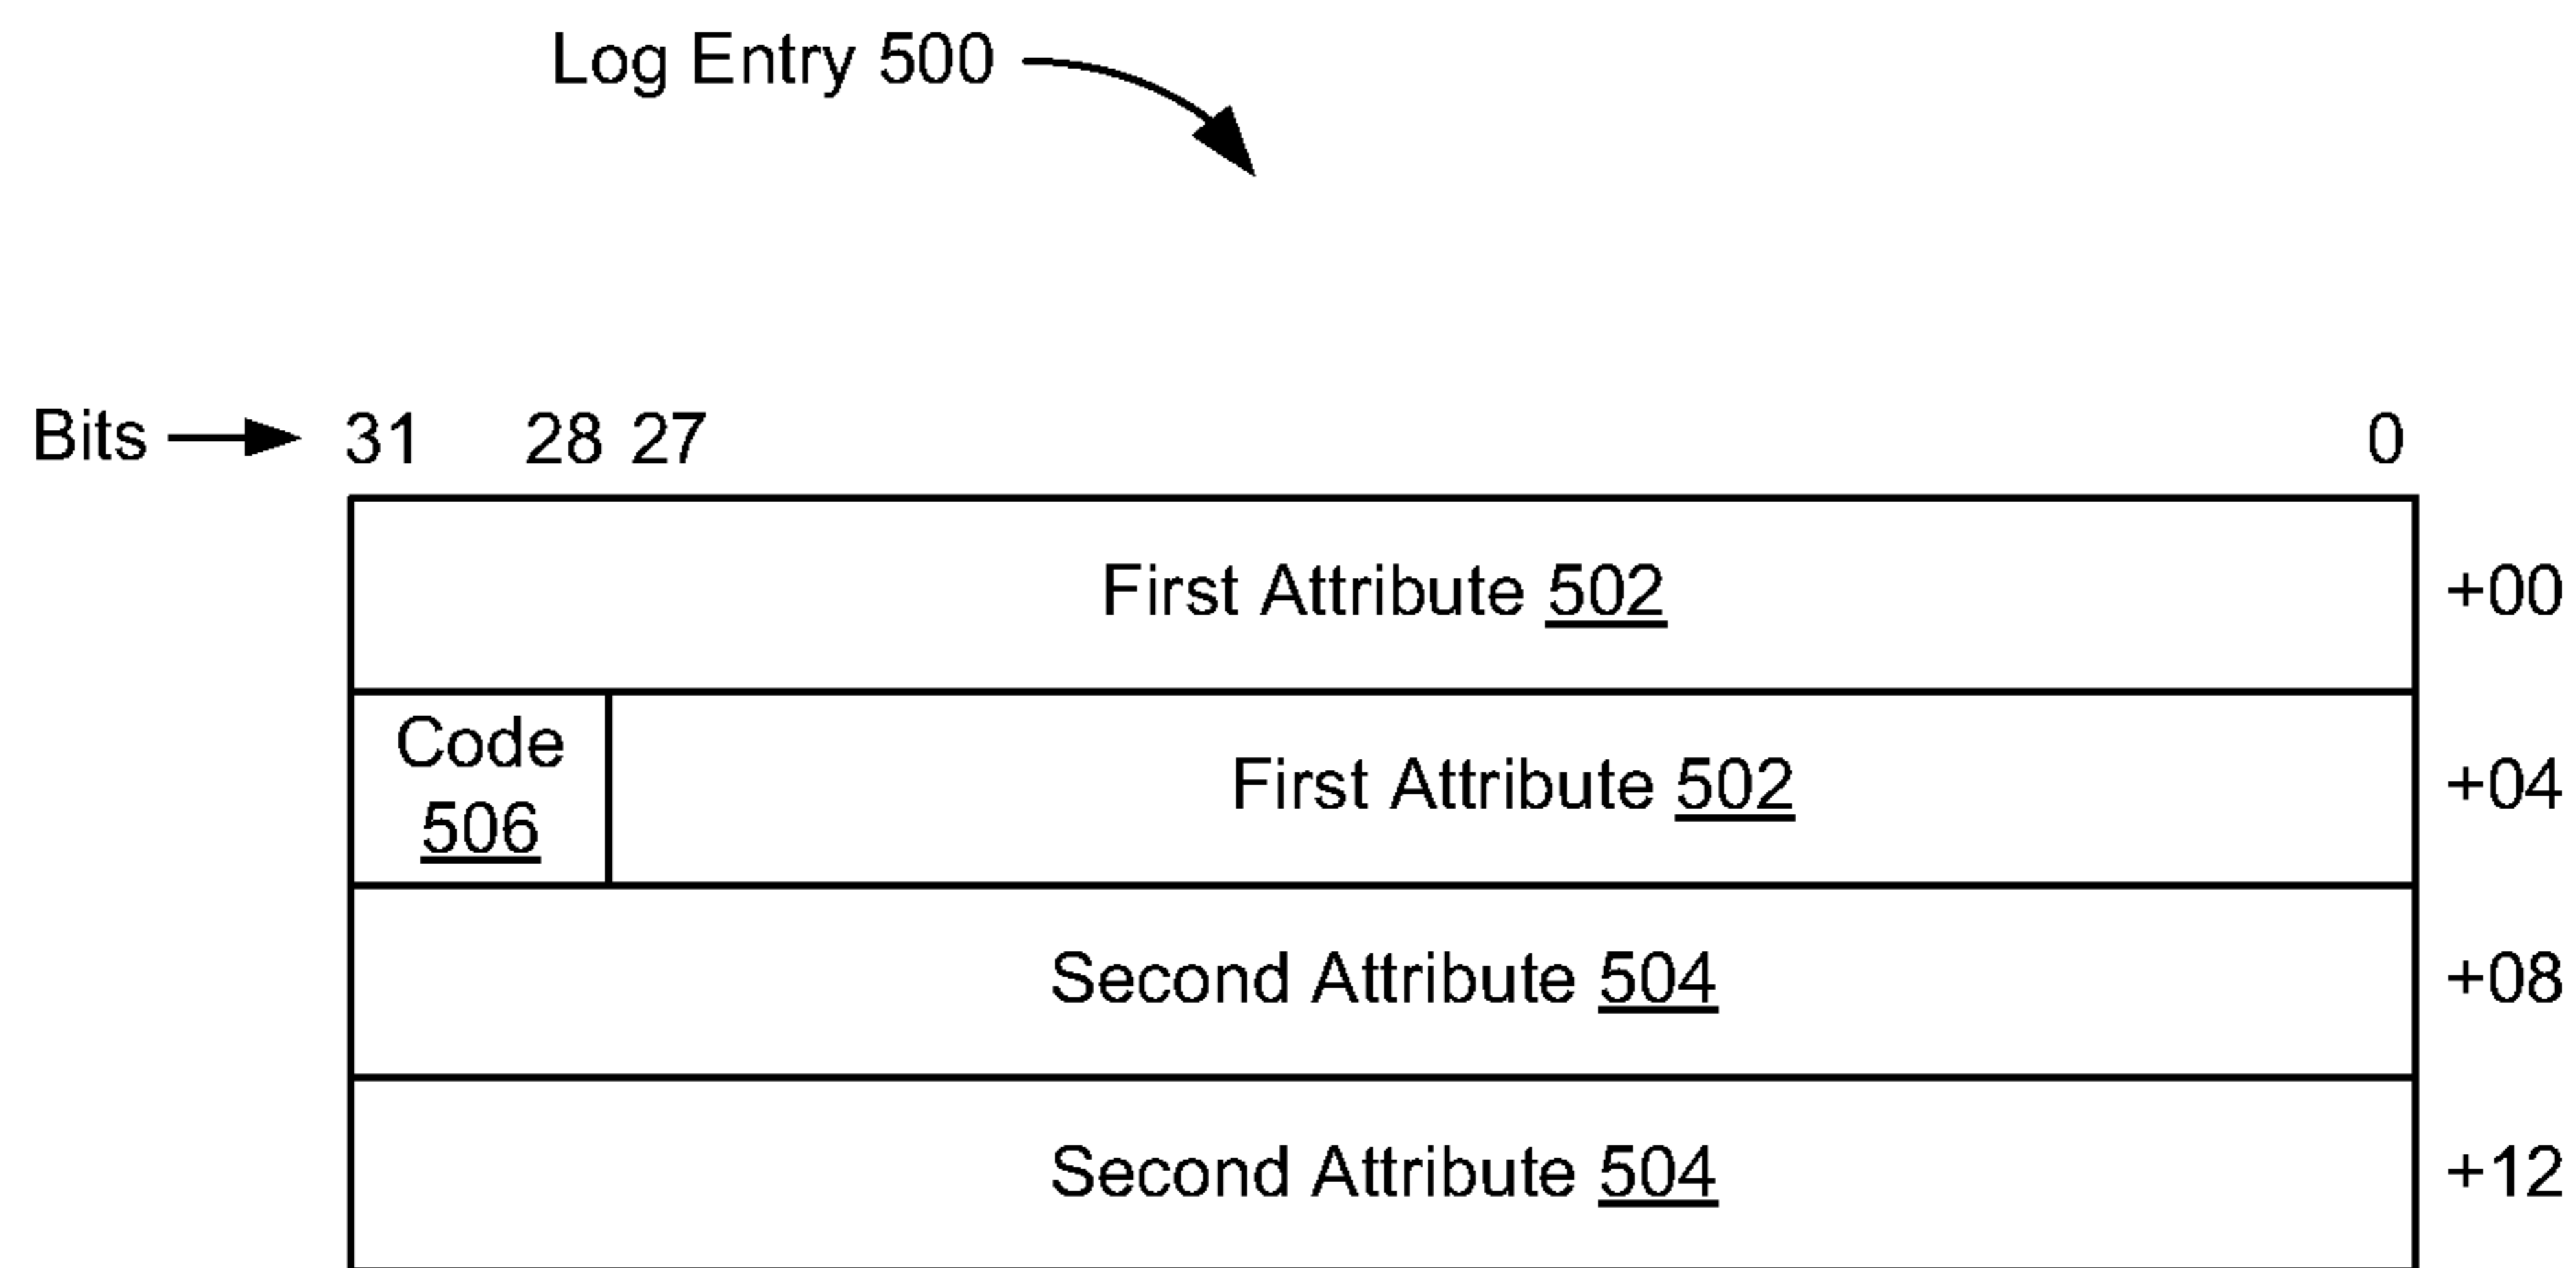 Log Entry 500
Bits 31 28 27 0
First Attribute 502 +00
Code
506
First Attribute 502 +04
Second Attribute 504 +08
Second Attribute 504 +12